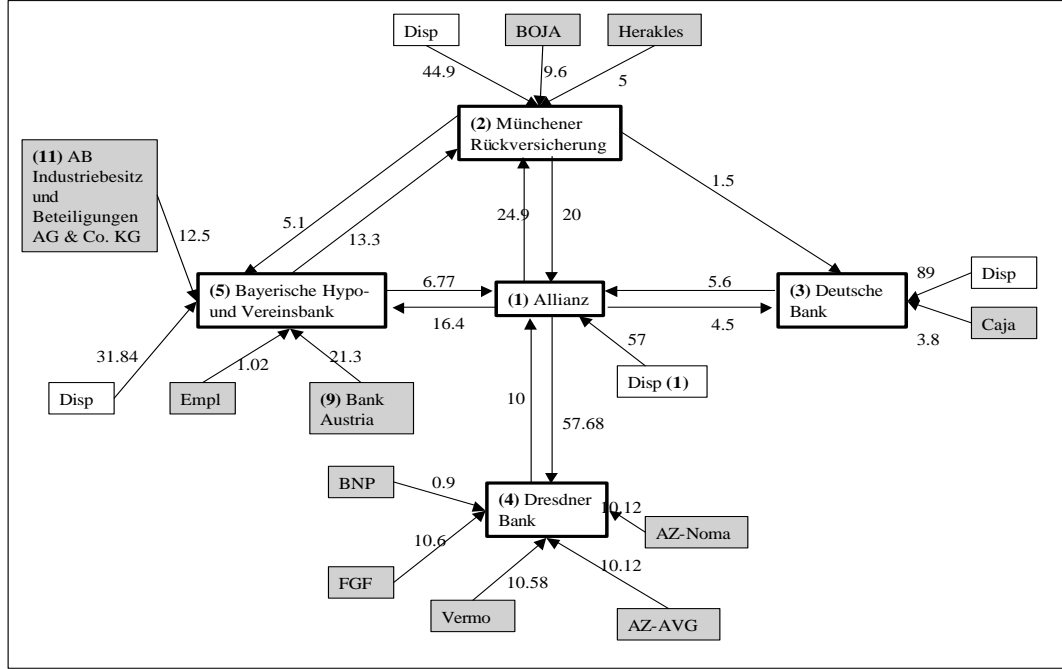 Disp
BOJA
Herakles
44.9
9.6
5
(2) Münchener
Rückversicherung
(11) AB
Industriebesitz
und
Beteiligungen
AG & Co. KG
12.5
5.1
13.3
24.9
20
1.5
(5) Bayerische Hypo-
und Vereinsbank
6.77
16.4
(1) Allianz
5.6
4.5
(3) Deutsche
Bank
89
Disp
3.8
Caja
31.84
Disp
1.02
Empl
21.3
(9) Bank
Austria
57
Disp (1)
10
57.68
BNP
0.9
(4) Dresdner
Bank
10.12
AZ-Noma
10.6
FGF
10.58
Vermo
10.12
AZ-AVG